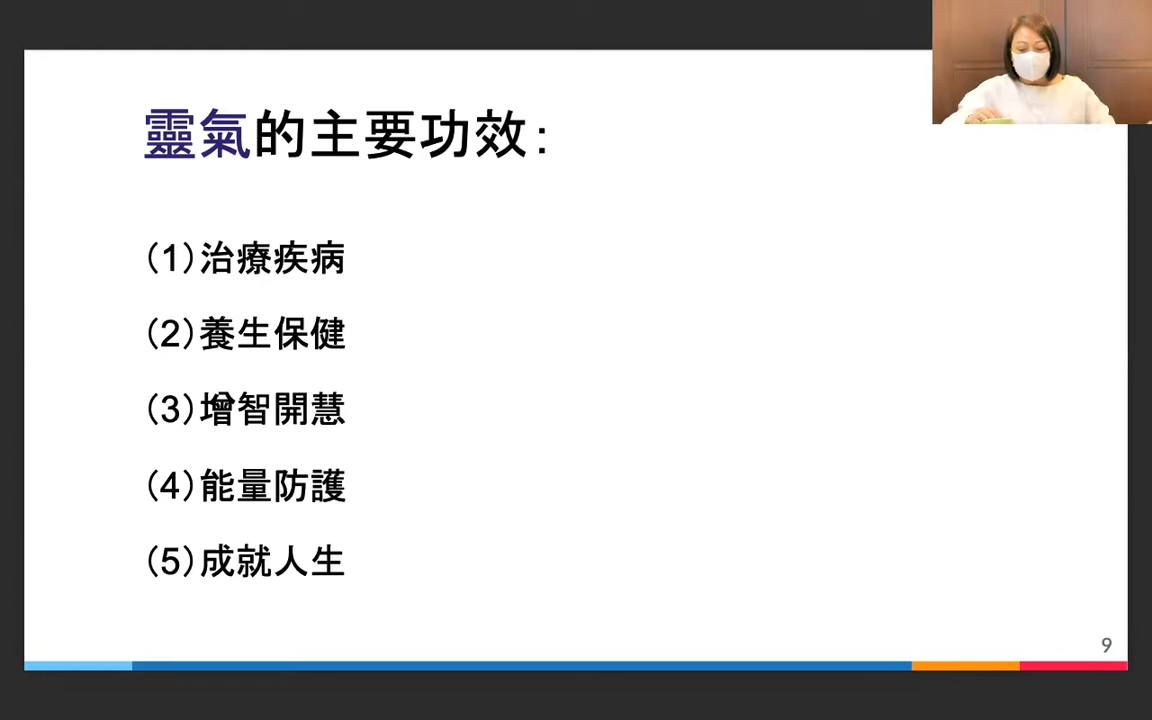 靈氣的主要功效：
(1)治療疾病
(2)養生保健
(3)增智開慧
(4)能量防護
(5)成就人生
9